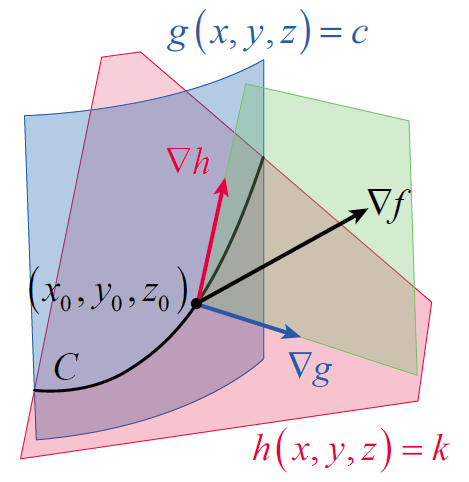 g(x, y, z) = c
∇h
∇f
(x₀, y₀, z₀)
C
∇g
h(x, y, z) = k